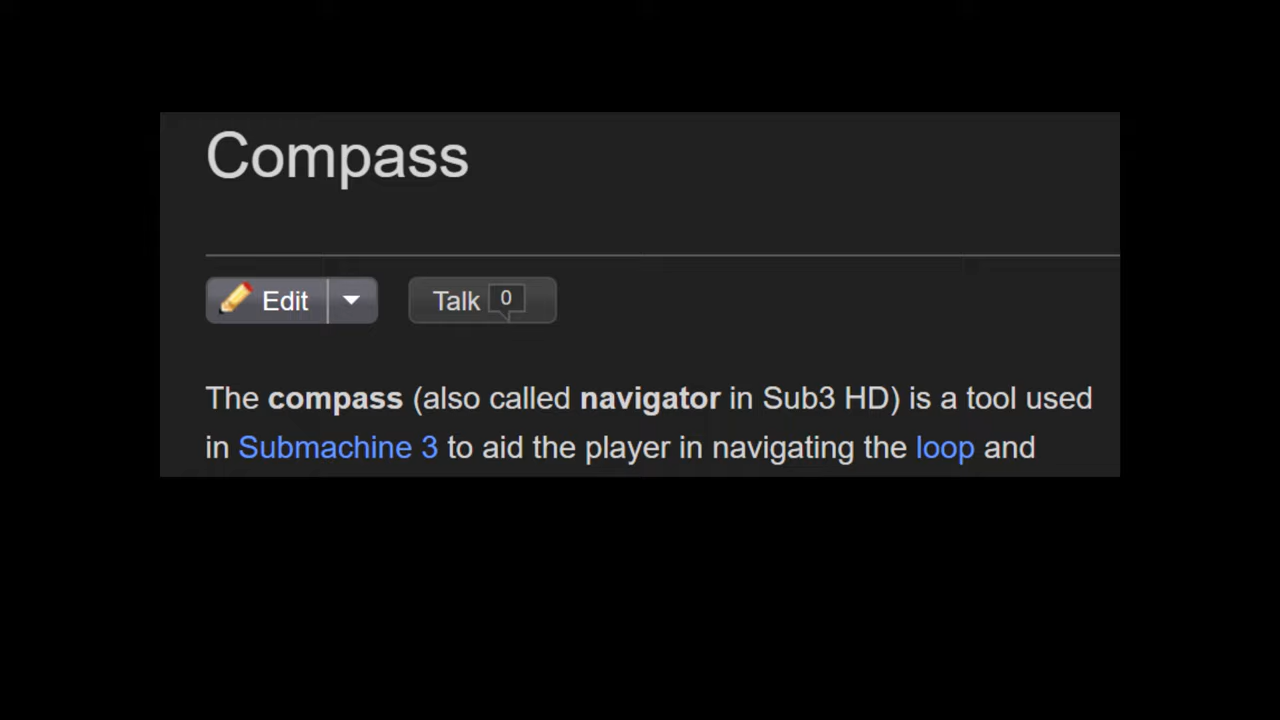 Compass
Edit
Talk 0
The compass (also called navigator in Sub3 HD) is a tool used
in Submachine 3 to aid the player in navigating the loop and